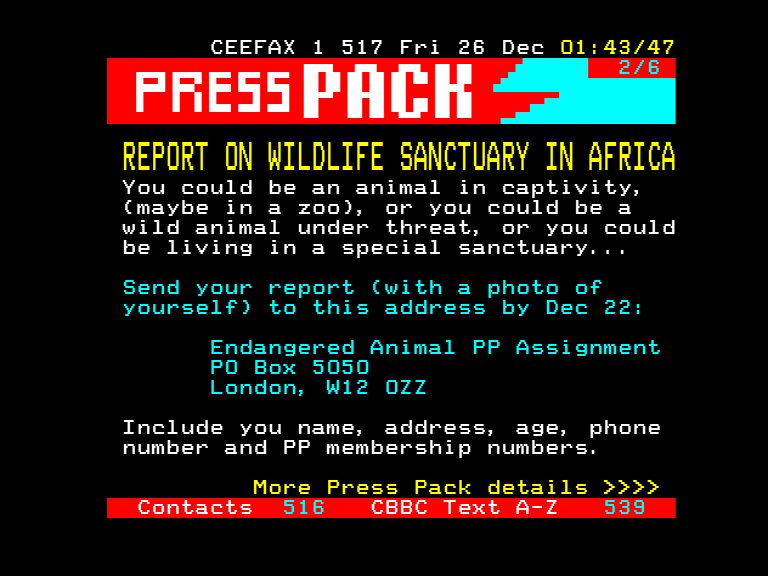 CEEFAX 1 517 Fri 26 Dec 01:43/47
2/6
PRESS PACK
REPORT ON WILDLIFE SANCTUARY IN AFRICA
You could be an animal in captivity,
(maybe in a zoo), or you could be a
wild animal under threat, or you could
be living in a special sanctuary...
Send your report (with a photo of
yourself) to this address by Dec 22:
Endangered Animal PP Assignment
PO Box 5050
London, W12 0ZZ
Include you name, address, age, phone
number and PP membership numbers.
More Press Pack details >>>>
Contacts 516 CBBC Text A-Z 539